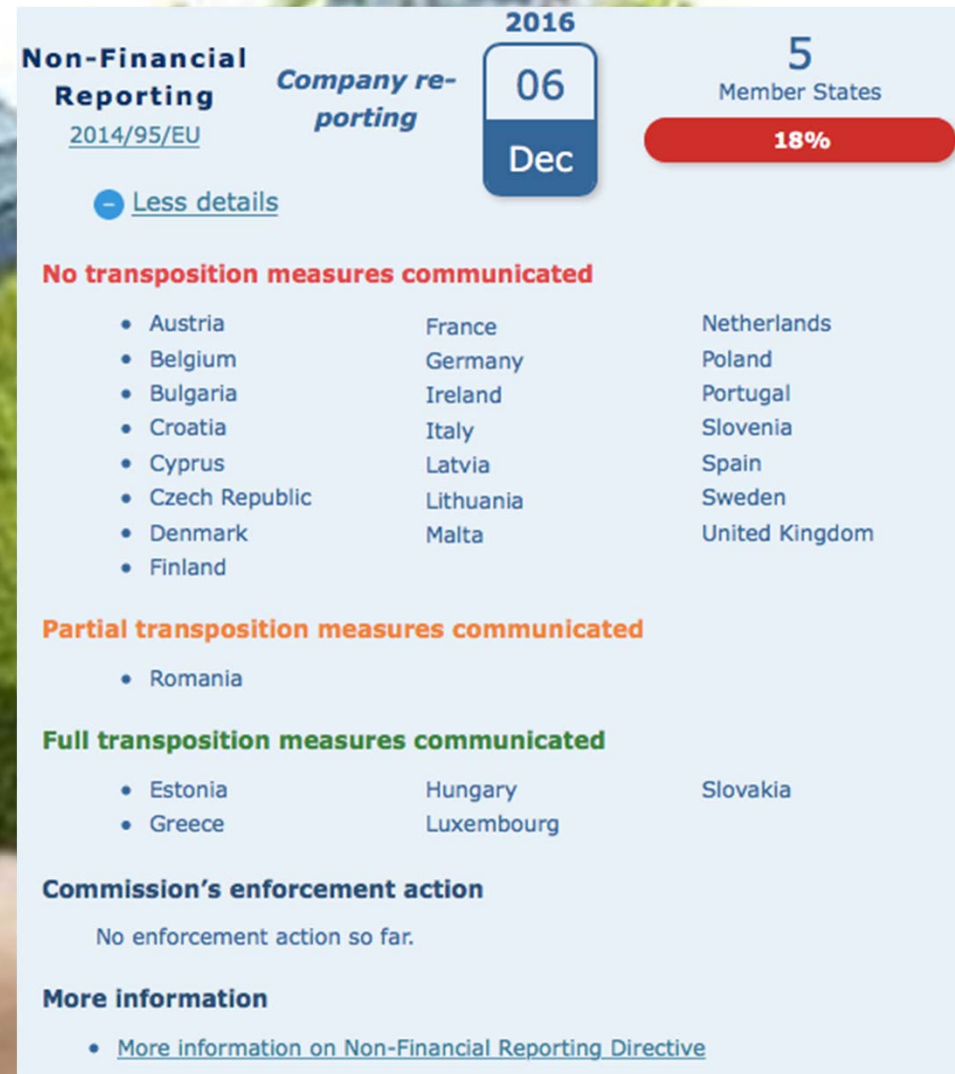 Non-Financial
Reporting
2014/95/EU
Company re-
porting
2016
06
Dec
5
Member States
18%
Less details
No transposition measures communicated
• Austria
• Belgium
• Bulgaria
• Croatia
• Cyprus
• Czech Republic
• Denmark
• Finland
France
Germany
Ireland
Italy
Latvia
Lithuania
Malta
Netherlands
Poland
Portugal
Slovenia
Spain
Sweden
United Kingdom
Partial transposition measures communicated
• Romania
Full transposition measures communicated
• Estonia
• Greece
Hungary
Luxembourg
Slovakia
Commission’s enforcement action
No enforcement action so far.
More information
• More information on Non-Financial Reporting Directive